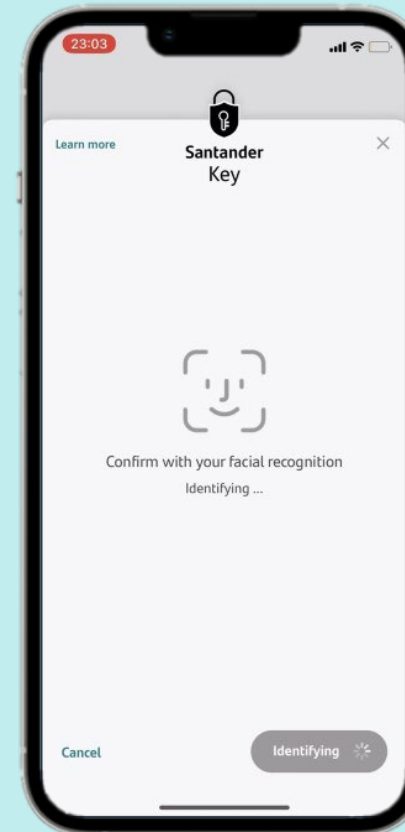 23:03
Learn more
Santander
Key
Confirm with your facial recognition
Identifying ...
Cancel
Identifying